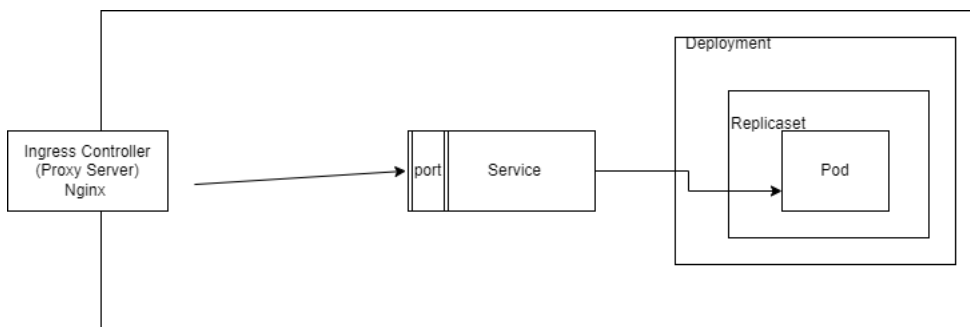 Deployment
Replicaset
Ingress Controller
(Proxy Server)
Nginx
port
Service
Pod